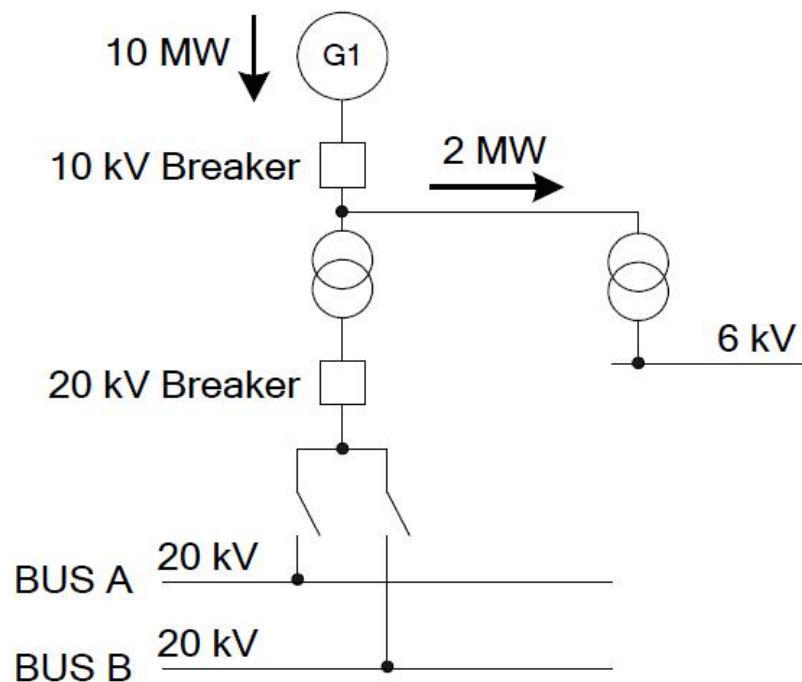 10 MW
G1
10 kV Breaker
2 MW
6 kV
20 kV Breaker
20 kV
BUS A
20 kV
BUS B